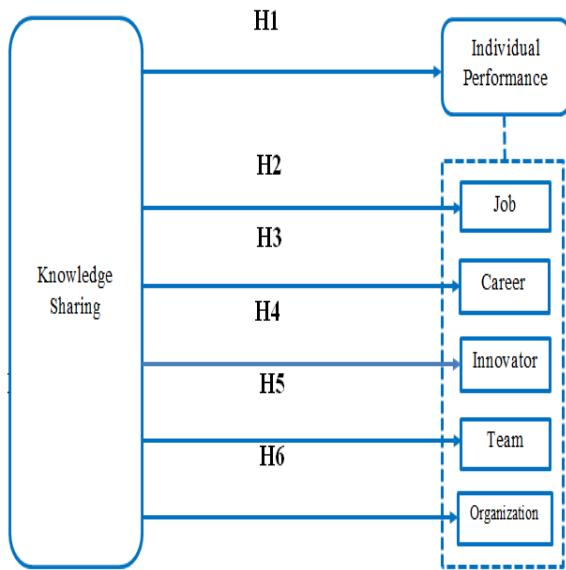 H1
Individual
Performance
H2
Job
H3
Knowledge
Sharing
Career
H4
Innovator
H5
Team
H6
Organization